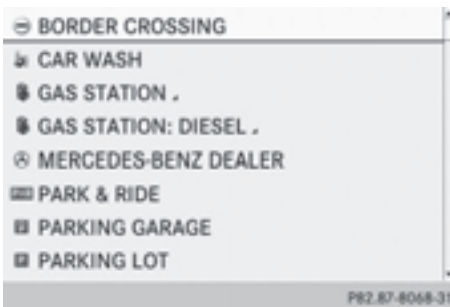 BORDER CROSSING
CAR WASH
GAS STATION .
GAS STATION: DIESEL .
MERCEDES-BENZ DEALER
PARK & RIDE
PARKING GARAGE
PARKING LOT
P82.87-8068-31